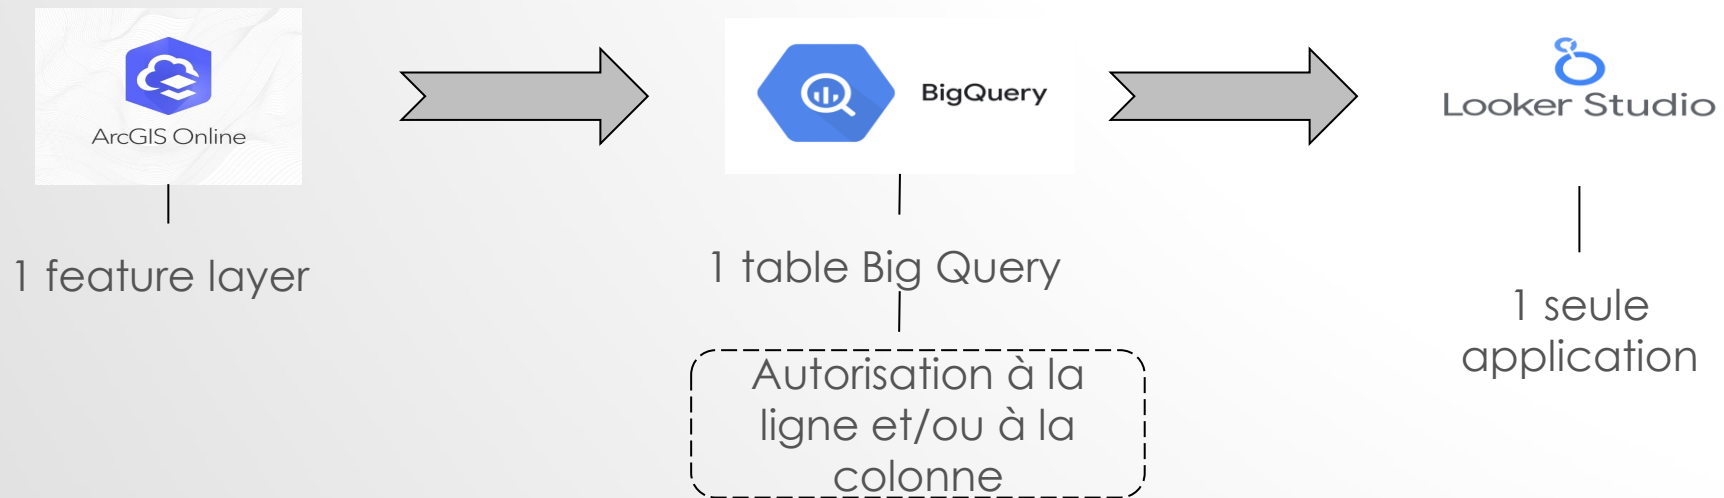 ArcGIS Online
BigQuery
Looker Studio
1 feature layer
1 table Big Query
1 seule
application
Autorisation à la
ligne et/ou à la
colonne